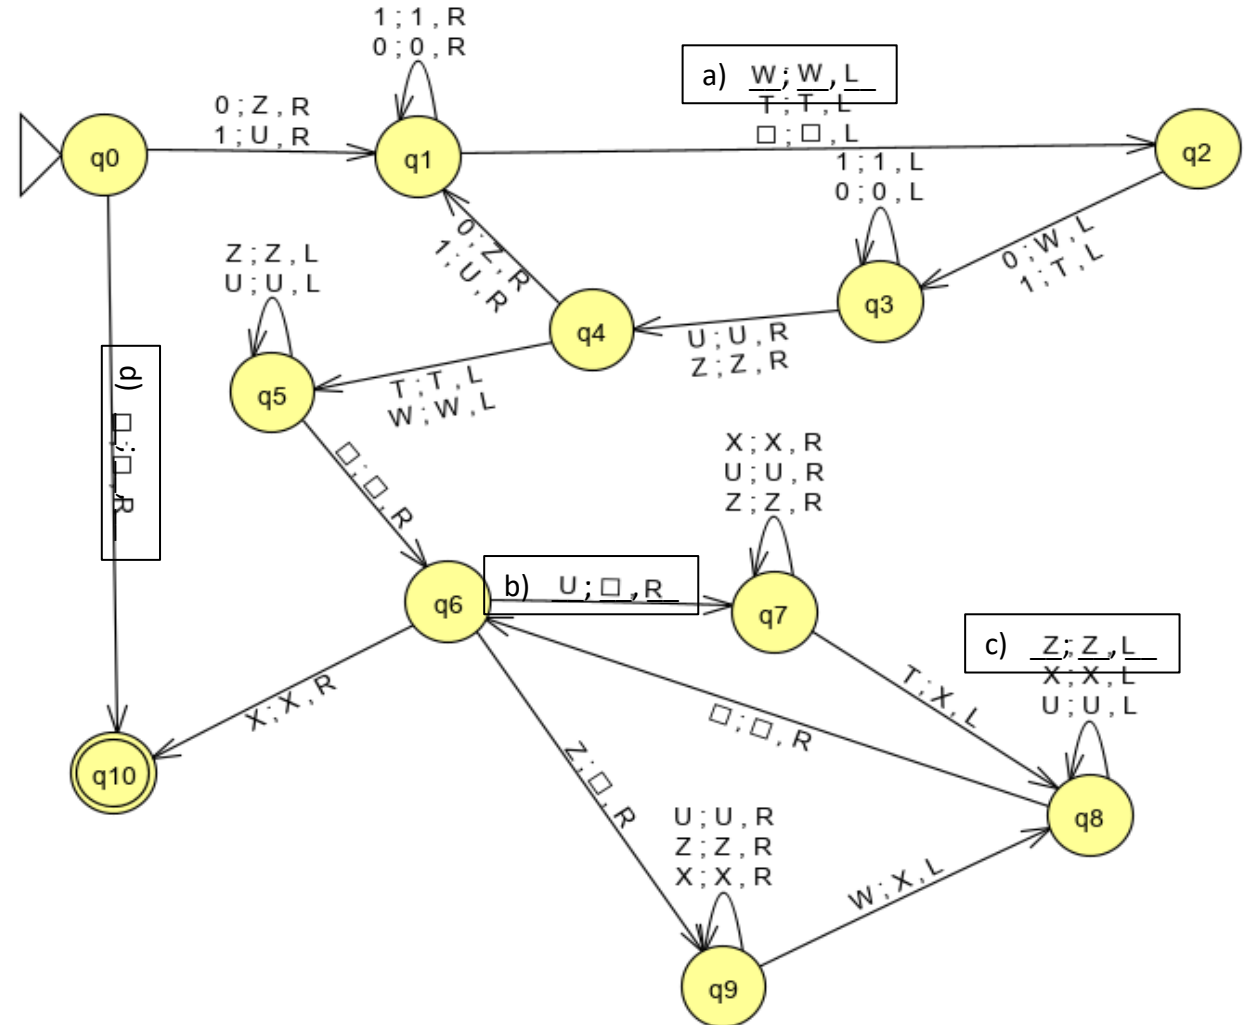 1 ; 1 , R
0 ; 0 , R
a) W ; W , L
T ; T , L
□ ; □ , L
0 ; Z , R
1 ; U , R
q0
q1
q2
1 ; 1 , L
0 ; 0 , L
0 ; W , L
1 ; T , L
0 ; Z , R
1 ; U , R
Z ; Z , L
U ; U , L
q3
q4
U ; U , R
Z ; Z , R
q5
T ; T , L
W ; W , L
d) □ ; □ , R
□ ; □ , R
X ; X , R
U ; U , R
Z ; Z , R
q6
b) U ; □ , R
q7
c) Z ; Z , L
X ; X , L
U ; U , L
T ; X , L
□ ; □ , R
X ; X , R
q10
Z ; □ , R
U ; U , R
Z ; Z , R
X ; X , R
q8
W ; X , L
q9